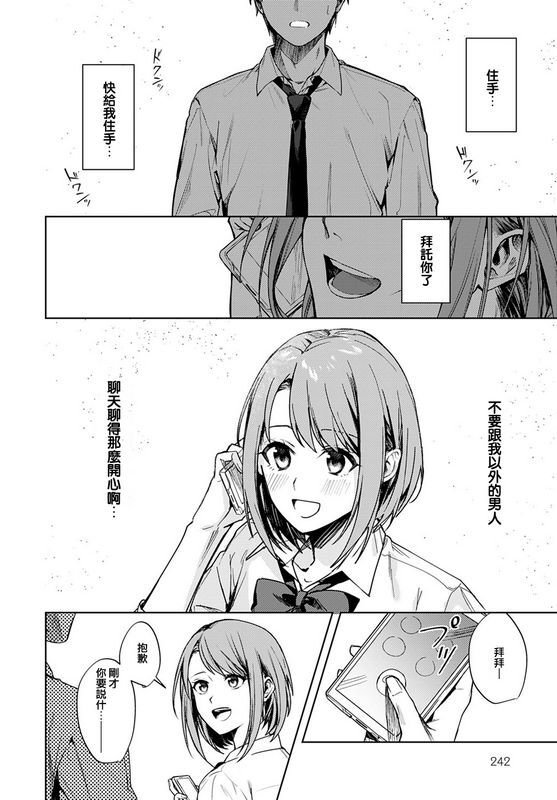 住手…
快給我住手…
ドクン…
ドクン…
ドクン…
拜託你了
不要跟我以外的男人
聊天聊得那麼開心啊…
拜拜—
ピッ
抱歉
剛才
你要說什…
242